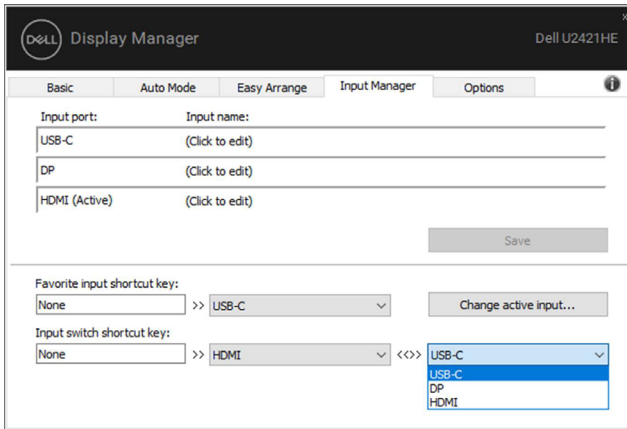 DELL Display Manager Dell U2421HE
Basic Auto Mode Easy Arrange Input Manager Options
Input port: Input name:
USB-C (Click to edit)
DP (Click to edit)
HDMI (Active) (Click to edit)
Save
Favorite input shortcut key:
None >> USB-C Change active input...
Input switch shortcut key:
None >> HDMI <<>> USB-C
USB-C
DP
HDMI